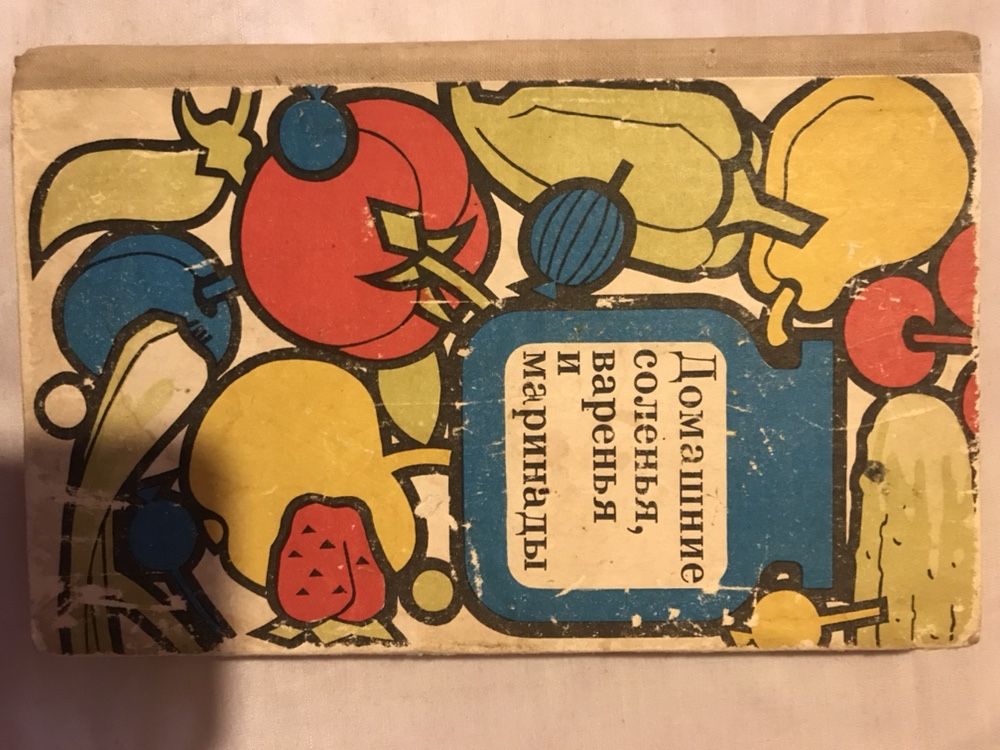 Домашние
соленья,
варенья
и
маринады